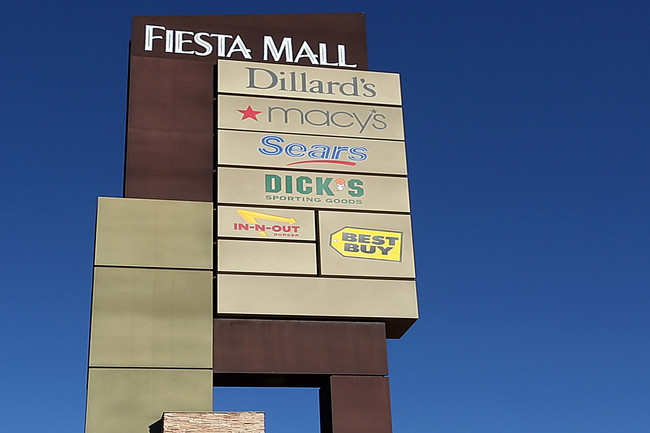 FIESTA MALL
Dillard's
macy's
Sears
DICK'S
SPORTING GOODS
IN-N-OUT
BURGER
BEST
BUY